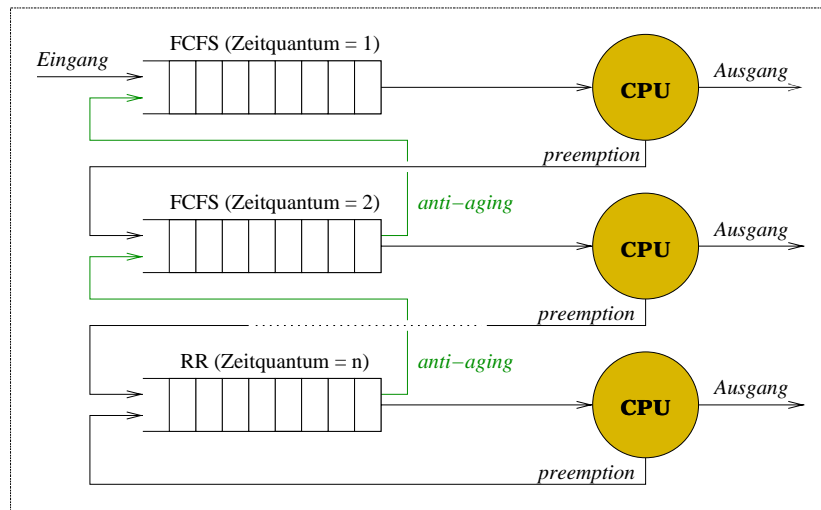 FCFS (Zeitquantum = 1)
Eingang
CPU
Ausgang
preemption
FCFS (Zeitquantum = 2)
anti−aging
CPU
Ausgang
preemption
RR (Zeitquantum = n)
anti−aging
CPU
Ausgang
preemption